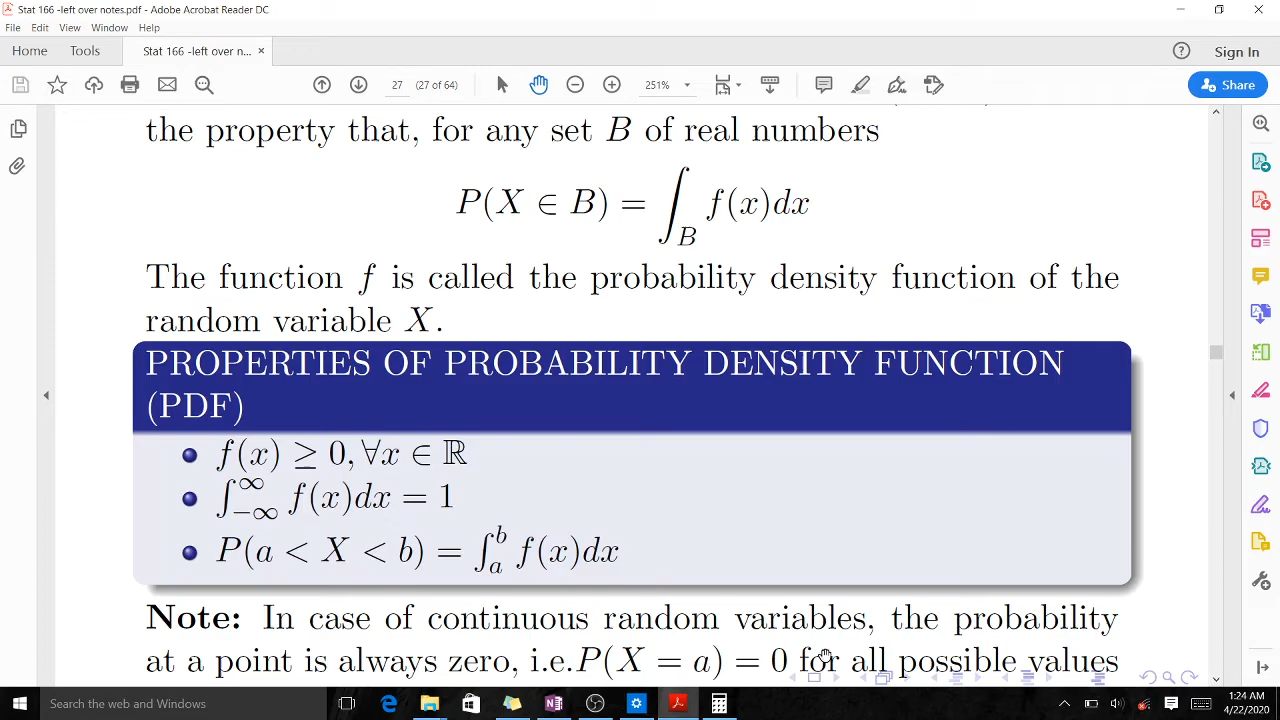 Stat 166 -left over notes.pdf - Adobe Acrobat Reader DC
File Edit View Window Help
Home Tools Stat 166 -left over n... × Sign In
27 (27 of 64) 251% Share
the property that, for any set B of real numbers
P(X ∈ B) = ∫_B f(x)dx
The function f is called the probability density function of the
random variable X.
PROPERTIES OF PROBABILITY DENSITY FUNCTION
(PDF)
f(x) ≥ 0, ∀x ∈ ℝ
∫_{-∞}^{∞} f(x)dx = 1
P(a < X < b) = ∫_a^b f(x)dx
Note: In case of continuous random variables, the probability
at a point is always zero, i.e.P(X = a) = 0 for all possible values
Search the web and Windows
1:24 AM
4/22/2020